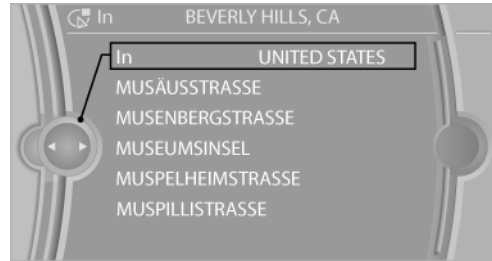 In BEVERLY HILLS, CA
In UNITED STATES
MUSÄUSSTRASSE
MUSENBERGSTRASSE
MUSEUMSINSEL
MUSPELHEIMSTRASSE
MUSPILLISTRASSE